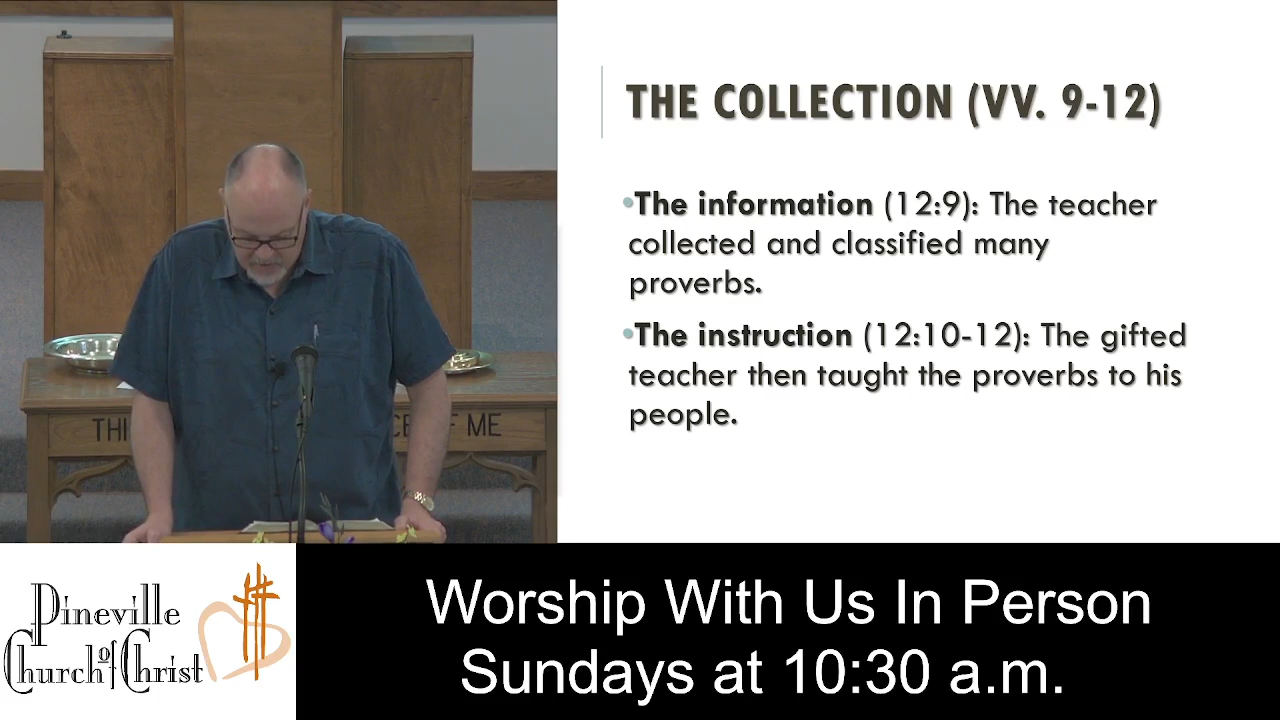 THE COLLECTION (VV. 9-12)
•The information (12:9): The teacher
collected and classified many
proverbs.
•The instruction (12:10-12): The gifted
teacher then taught the proverbs to his
people.
OF ME
Pineville
Church of Christ
Worship With Us In Person
Sundays at 10:30 a.m.